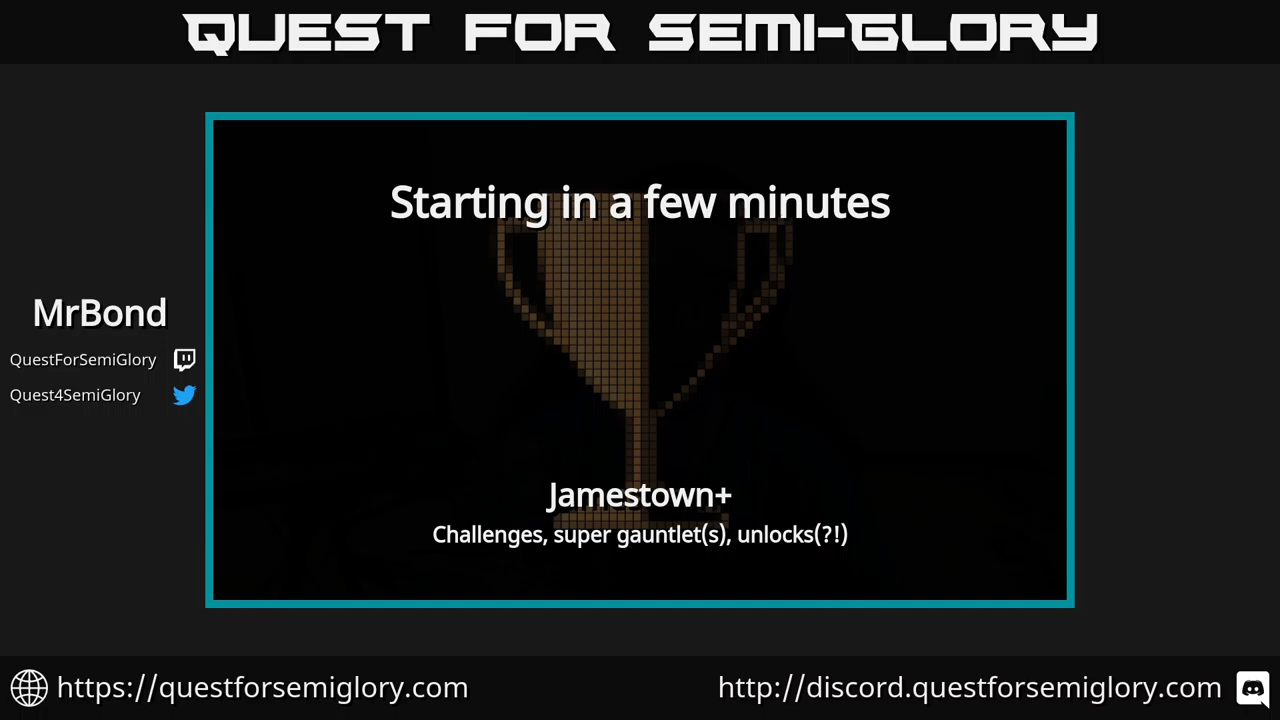 QUEST FOR SEMI-GLORY
Starting in a few minutes
MrBond
QuestForSemiGlory
Quest4SemiGlory
Jamestown+
Challenges, super gauntlet(s), unlocks(?!)
https://questforsemiglory.com
http://discord.questforsemiglory.com